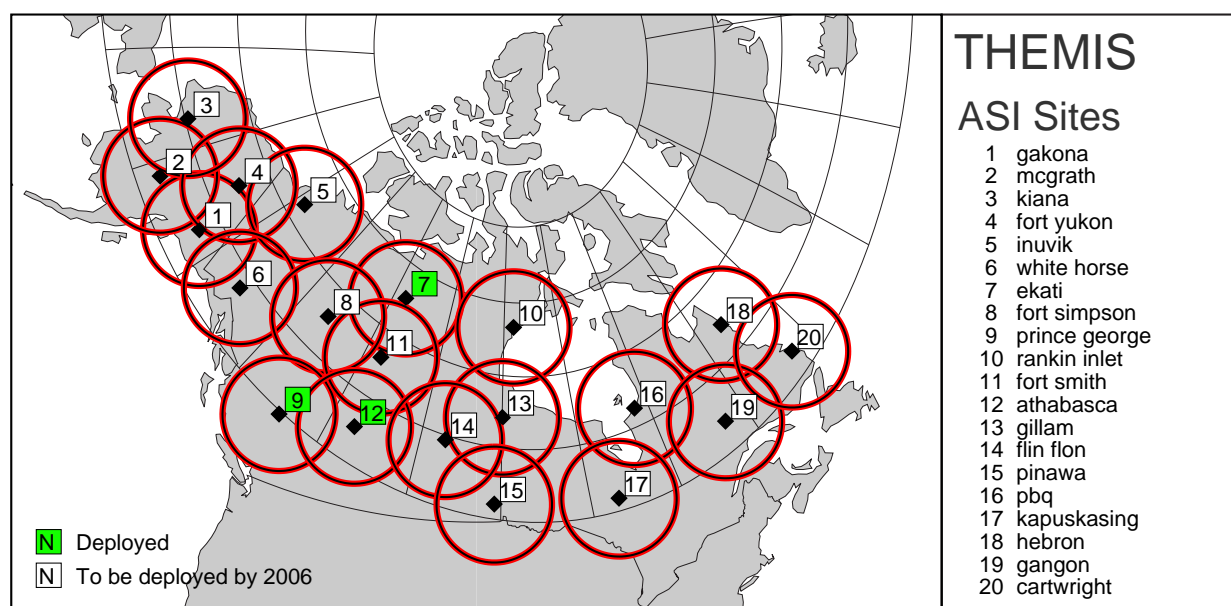 3
2
4
5
1
6
7
8
10
18
20
11
9
12
13
14
16
19
15
17
N Deployed
N To be deployed by 2006
THEMIS
ASI Sites
1 gakona
2 mcgrath
3 kiana
4 fort yukon
5 inuvik
6 white horse
7 ekati
8 fort simpson
9 prince george
10 rankin inlet
11 fort smith
12 athabasca
13 gillam
14 flin flon
15 pinawa
16 pbq
17 kapuskasing
18 hebron
19 gangon
20 cartwright